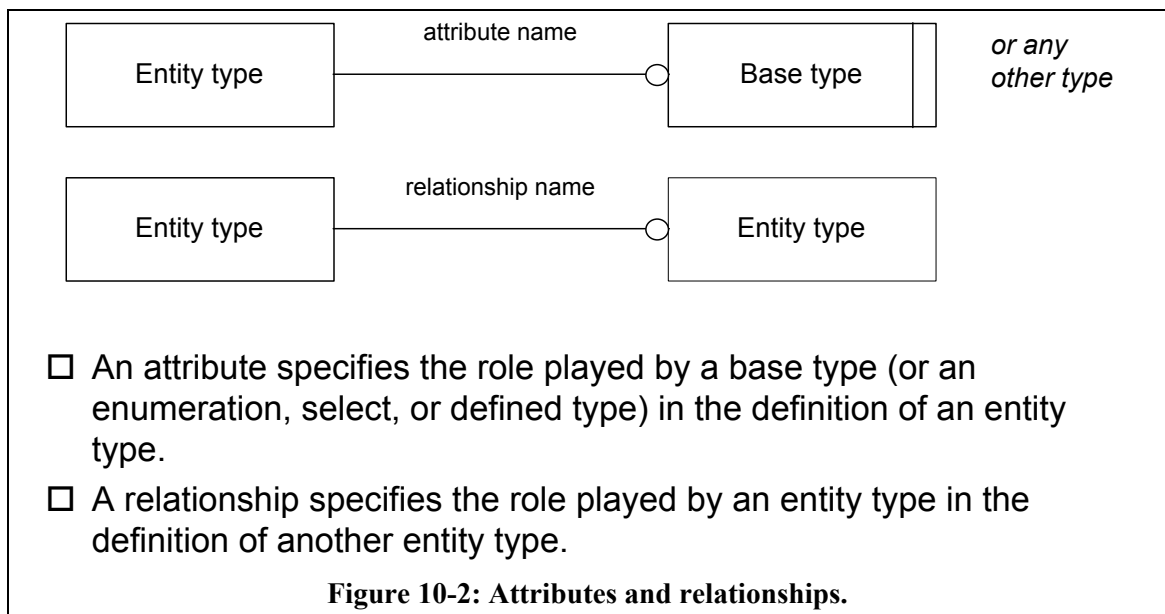 attribute name
Entity type
Base type
or any
other type
relationship name
Entity type
Entity type
An attribute specifies the role played by a base type (or an
enumeration, select, or defined type) in the definition of an entity
type.
A relationship specifies the role played by an entity type in the
definition of another entity type.
Figure 10-2: Attributes and relationships.